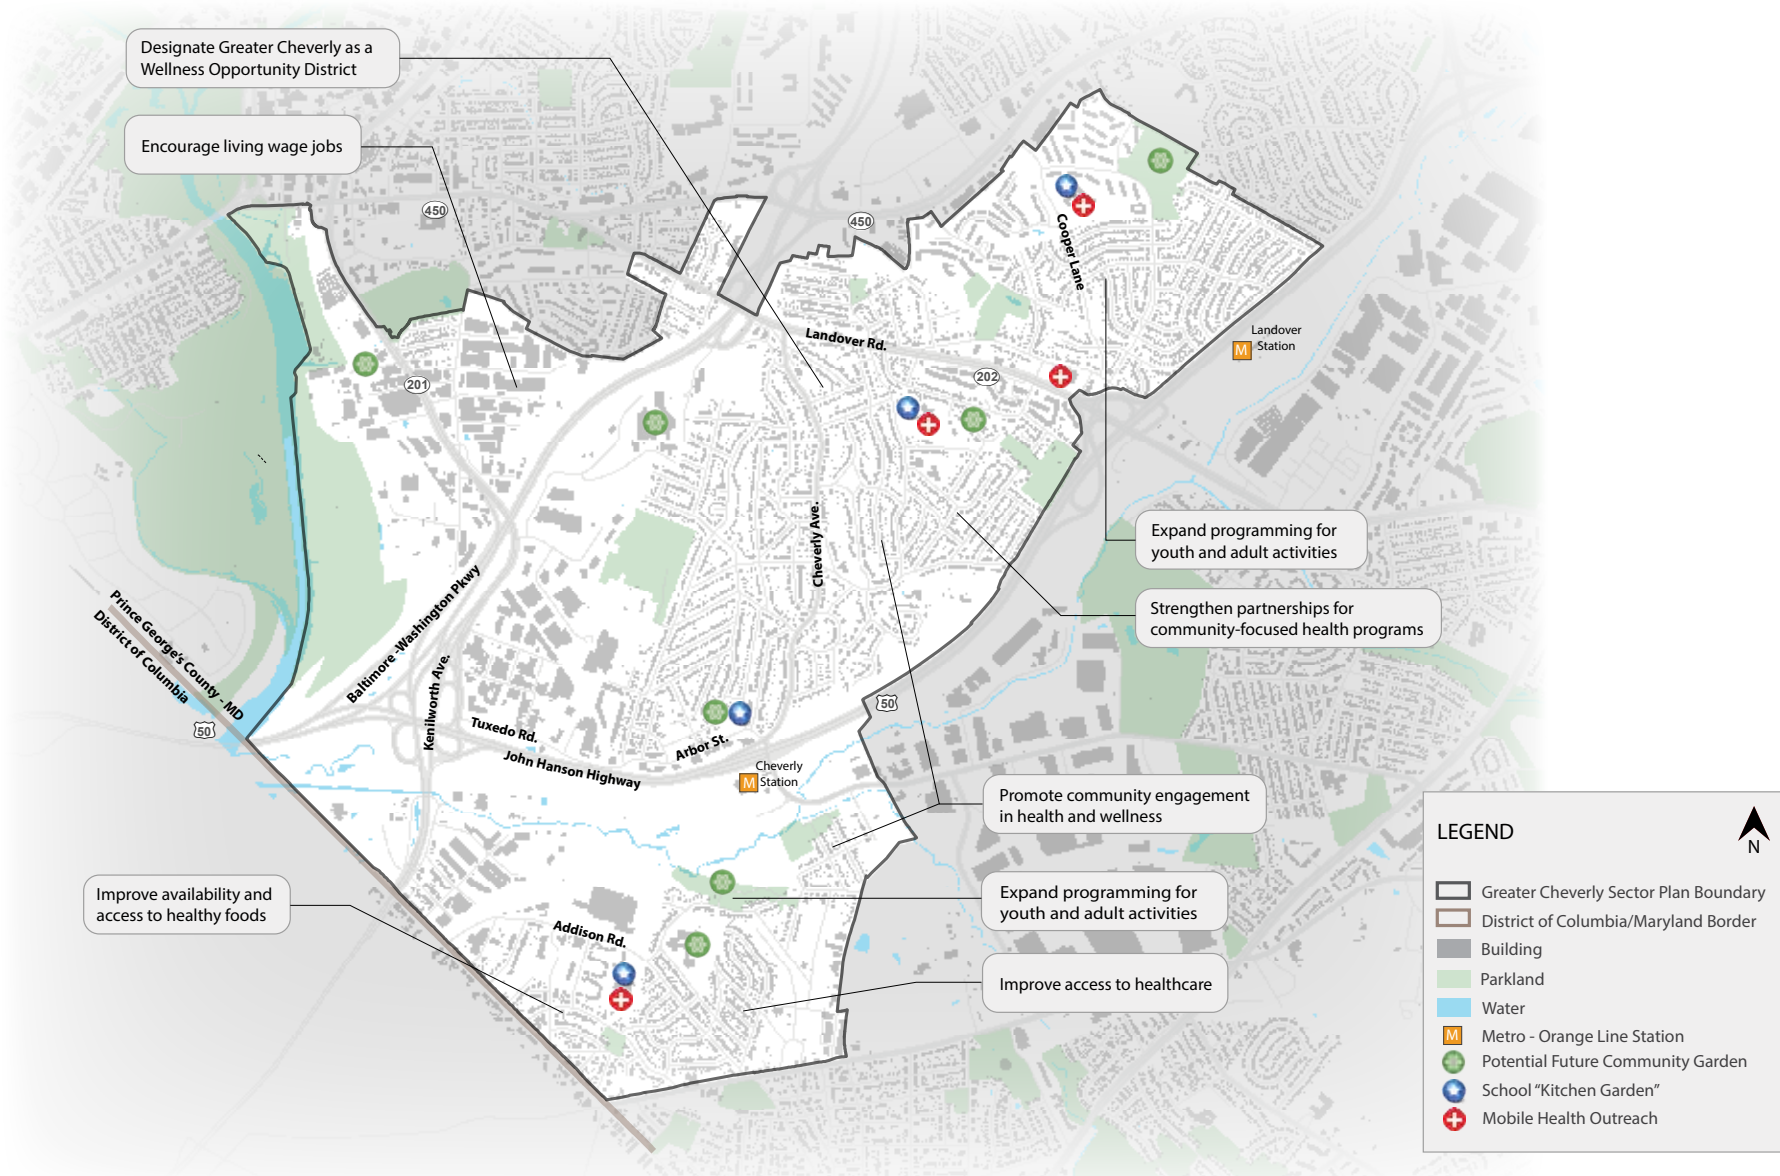 Designate Greater Cheverly as a
Wellness Opportunity District
Encourage living wage jobs
450
450
Cooper Lane
Landover
Station
M
Landover Rd.
201
202
Cheverly Ave.
Expand programming for
youth and adult activities
Strengthen partnerships for
community-focused health programs
Prince George's County - MD
District of Columbia
Baltimore -Washington Pkwy
Kenilworth Ave.
50
50
Tuxedo Rd.
Arbor St.
John Hanson Highway
Cheverly
Station
M
Promote community engagement
in health and wellness
Improve availability and
access to healthy foods
Expand programming for
youth and adult activities
Addison Rd.
Improve access to healthcare
LEGEND
N
Greater Cheverly Sector Plan Boundary
District of Columbia/Maryland Border
Building
Parkland
Water
M
Metro - Orange Line Station
Potential Future Community Garden
School “Kitchen Garden”
Mobile Health Outreach